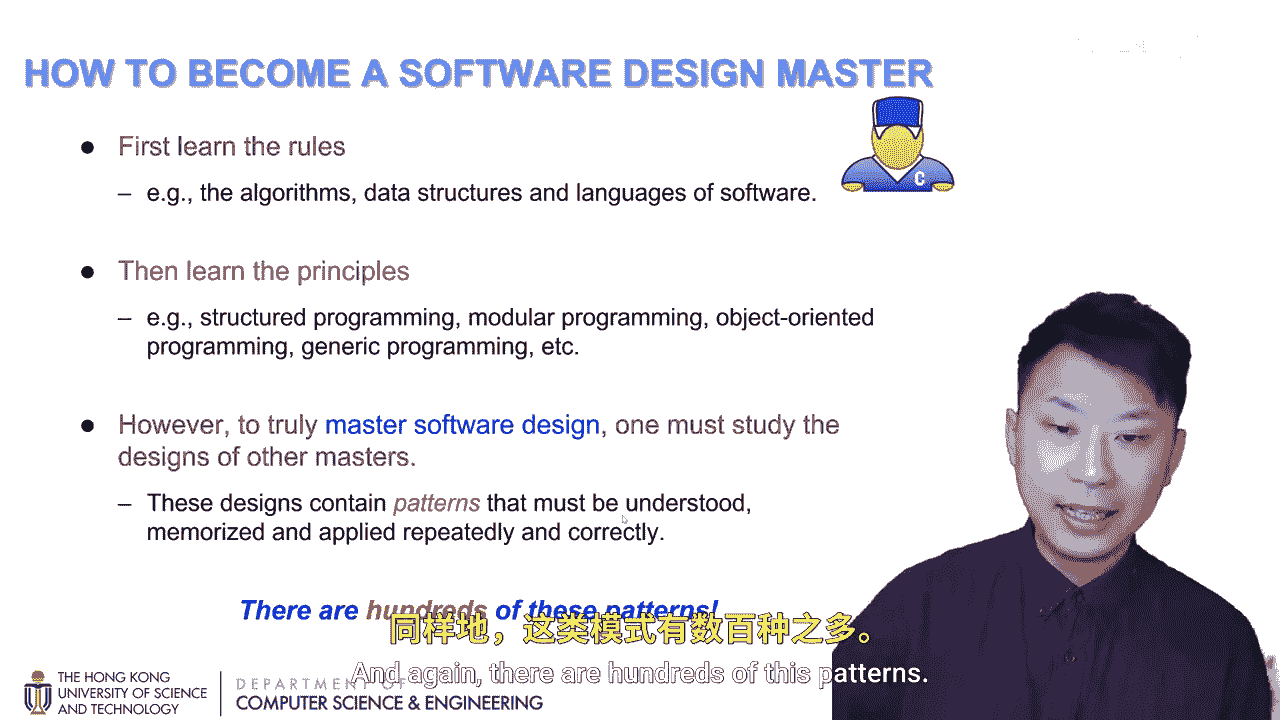 HOW TO BECOME A SOFTWARE DESIGN MASTER
● First learn the rules
– e.g., the algorithms, data structures and languages of software.
C
● Then learn the principles
– e.g., structured programming, modular programming, object-oriented
programming, generic programming, etc.
● However, to truly master software design, one must study the
designs of other masters.
– These designs contain patterns that must be understood,
memorized and applied repeatedly and correctly.
There are hundreds of these patterns!
同样地，这类模式有数百种之多。
And again, there are hundreds of this patterns.
THE HONG KONG
UNIVERSITY OF SCIENCE
AND TECHNOLOGY
DEPARTMENT OF
COMPUTER SCIENCE & ENGINEERING